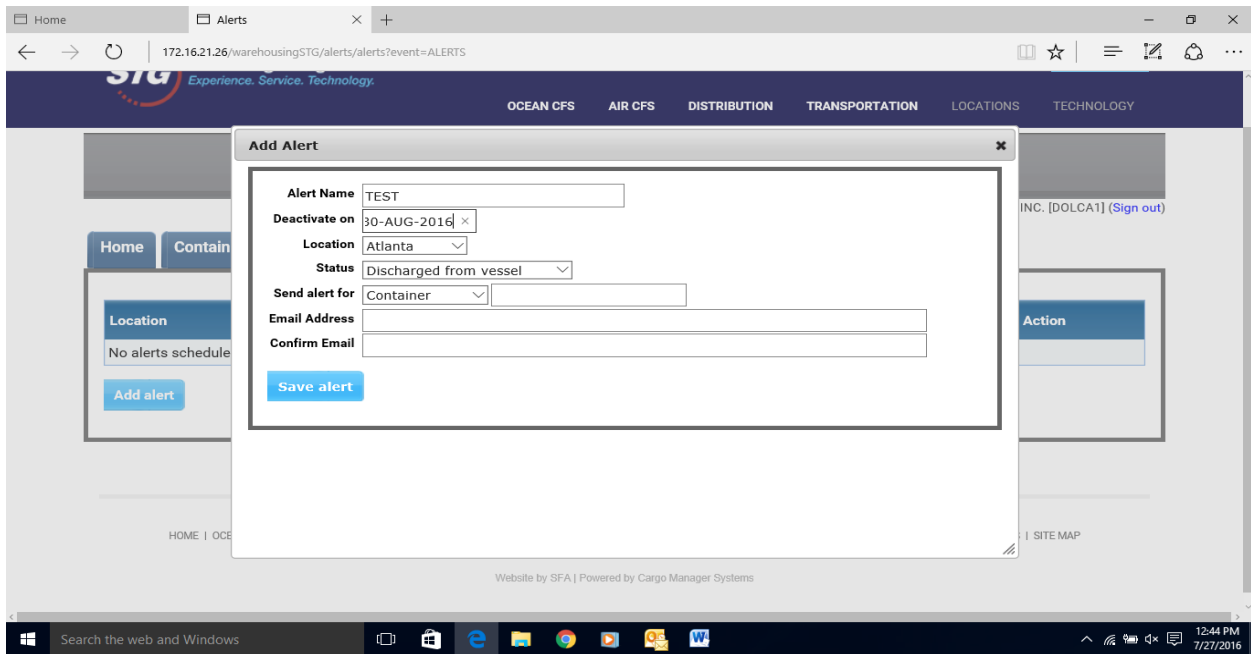 Home
Alerts
172.16.21.26/warehousingSTG/alerts/alerts?event=ALERTS
STG
Experience. Service. Technology.
OCEAN CFS AIR CFS DISTRIBUTION TRANSPORTATION LOCATIONS TECHNOLOGY
Add Alert
INC. [DOLCA1] (Sign out)
Home Contain
Alert Name TEST
Deactivate on 30-AUG-2016
Location Atlanta
Status Discharged from vessel
Send alert for Container
Email Address
Confirm Email
Save alert
Location Action
No alerts schedule
Add alert
HOME | OCE | SITE MAP
Website by SFA | Powered by Cargo Manager Systems
Search the web and Windows
12:44 PM
7/27/2016